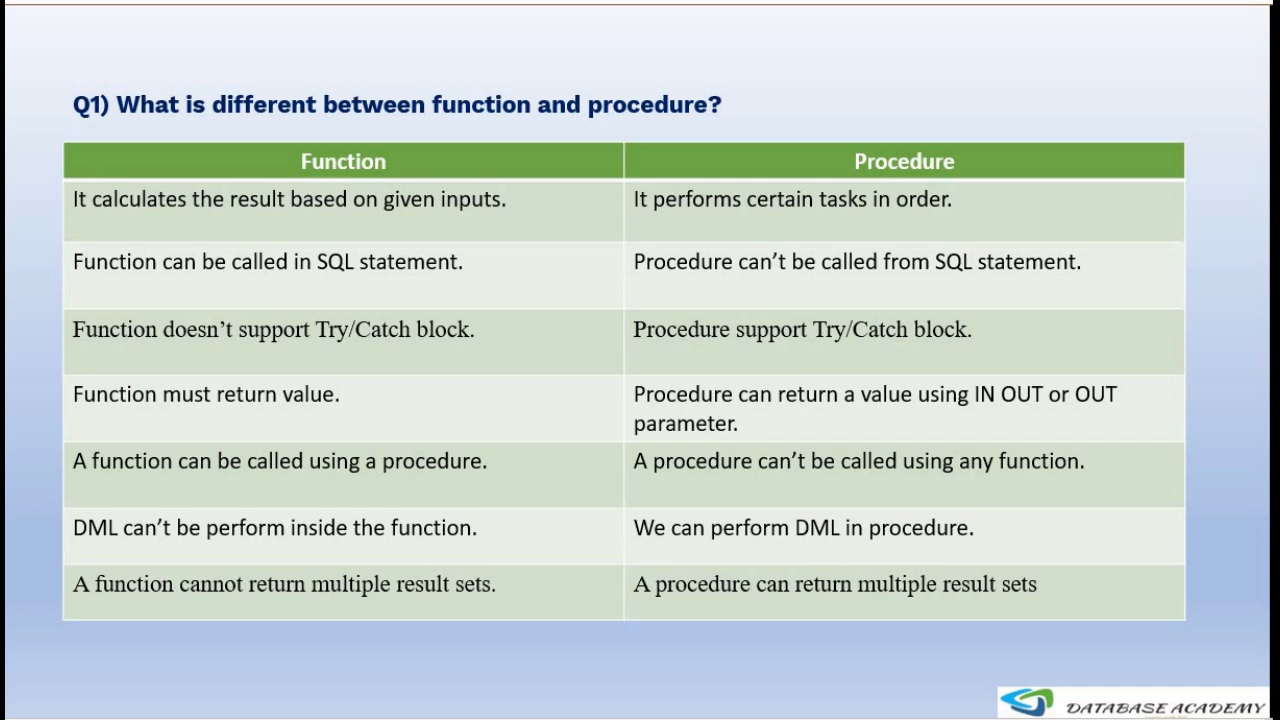 Q1) What is different between function and procedure?
Function Procedure
It calculates the result based on given inputs. It performs certain tasks in order.
Function can be called in SQL statement. Procedure can’t be called from SQL statement.
Function doesn’t support Try/Catch block. Procedure support Try/Catch block.
Function must return value. Procedure can return a value using IN OUT or OUT
parameter.
A function can be called using a procedure. A procedure can’t be called using any function.
DML can’t be perform inside the function. We can perform DML in procedure.
A function cannot return multiple result sets. A procedure can return multiple result sets
DATABASE ACADEMY